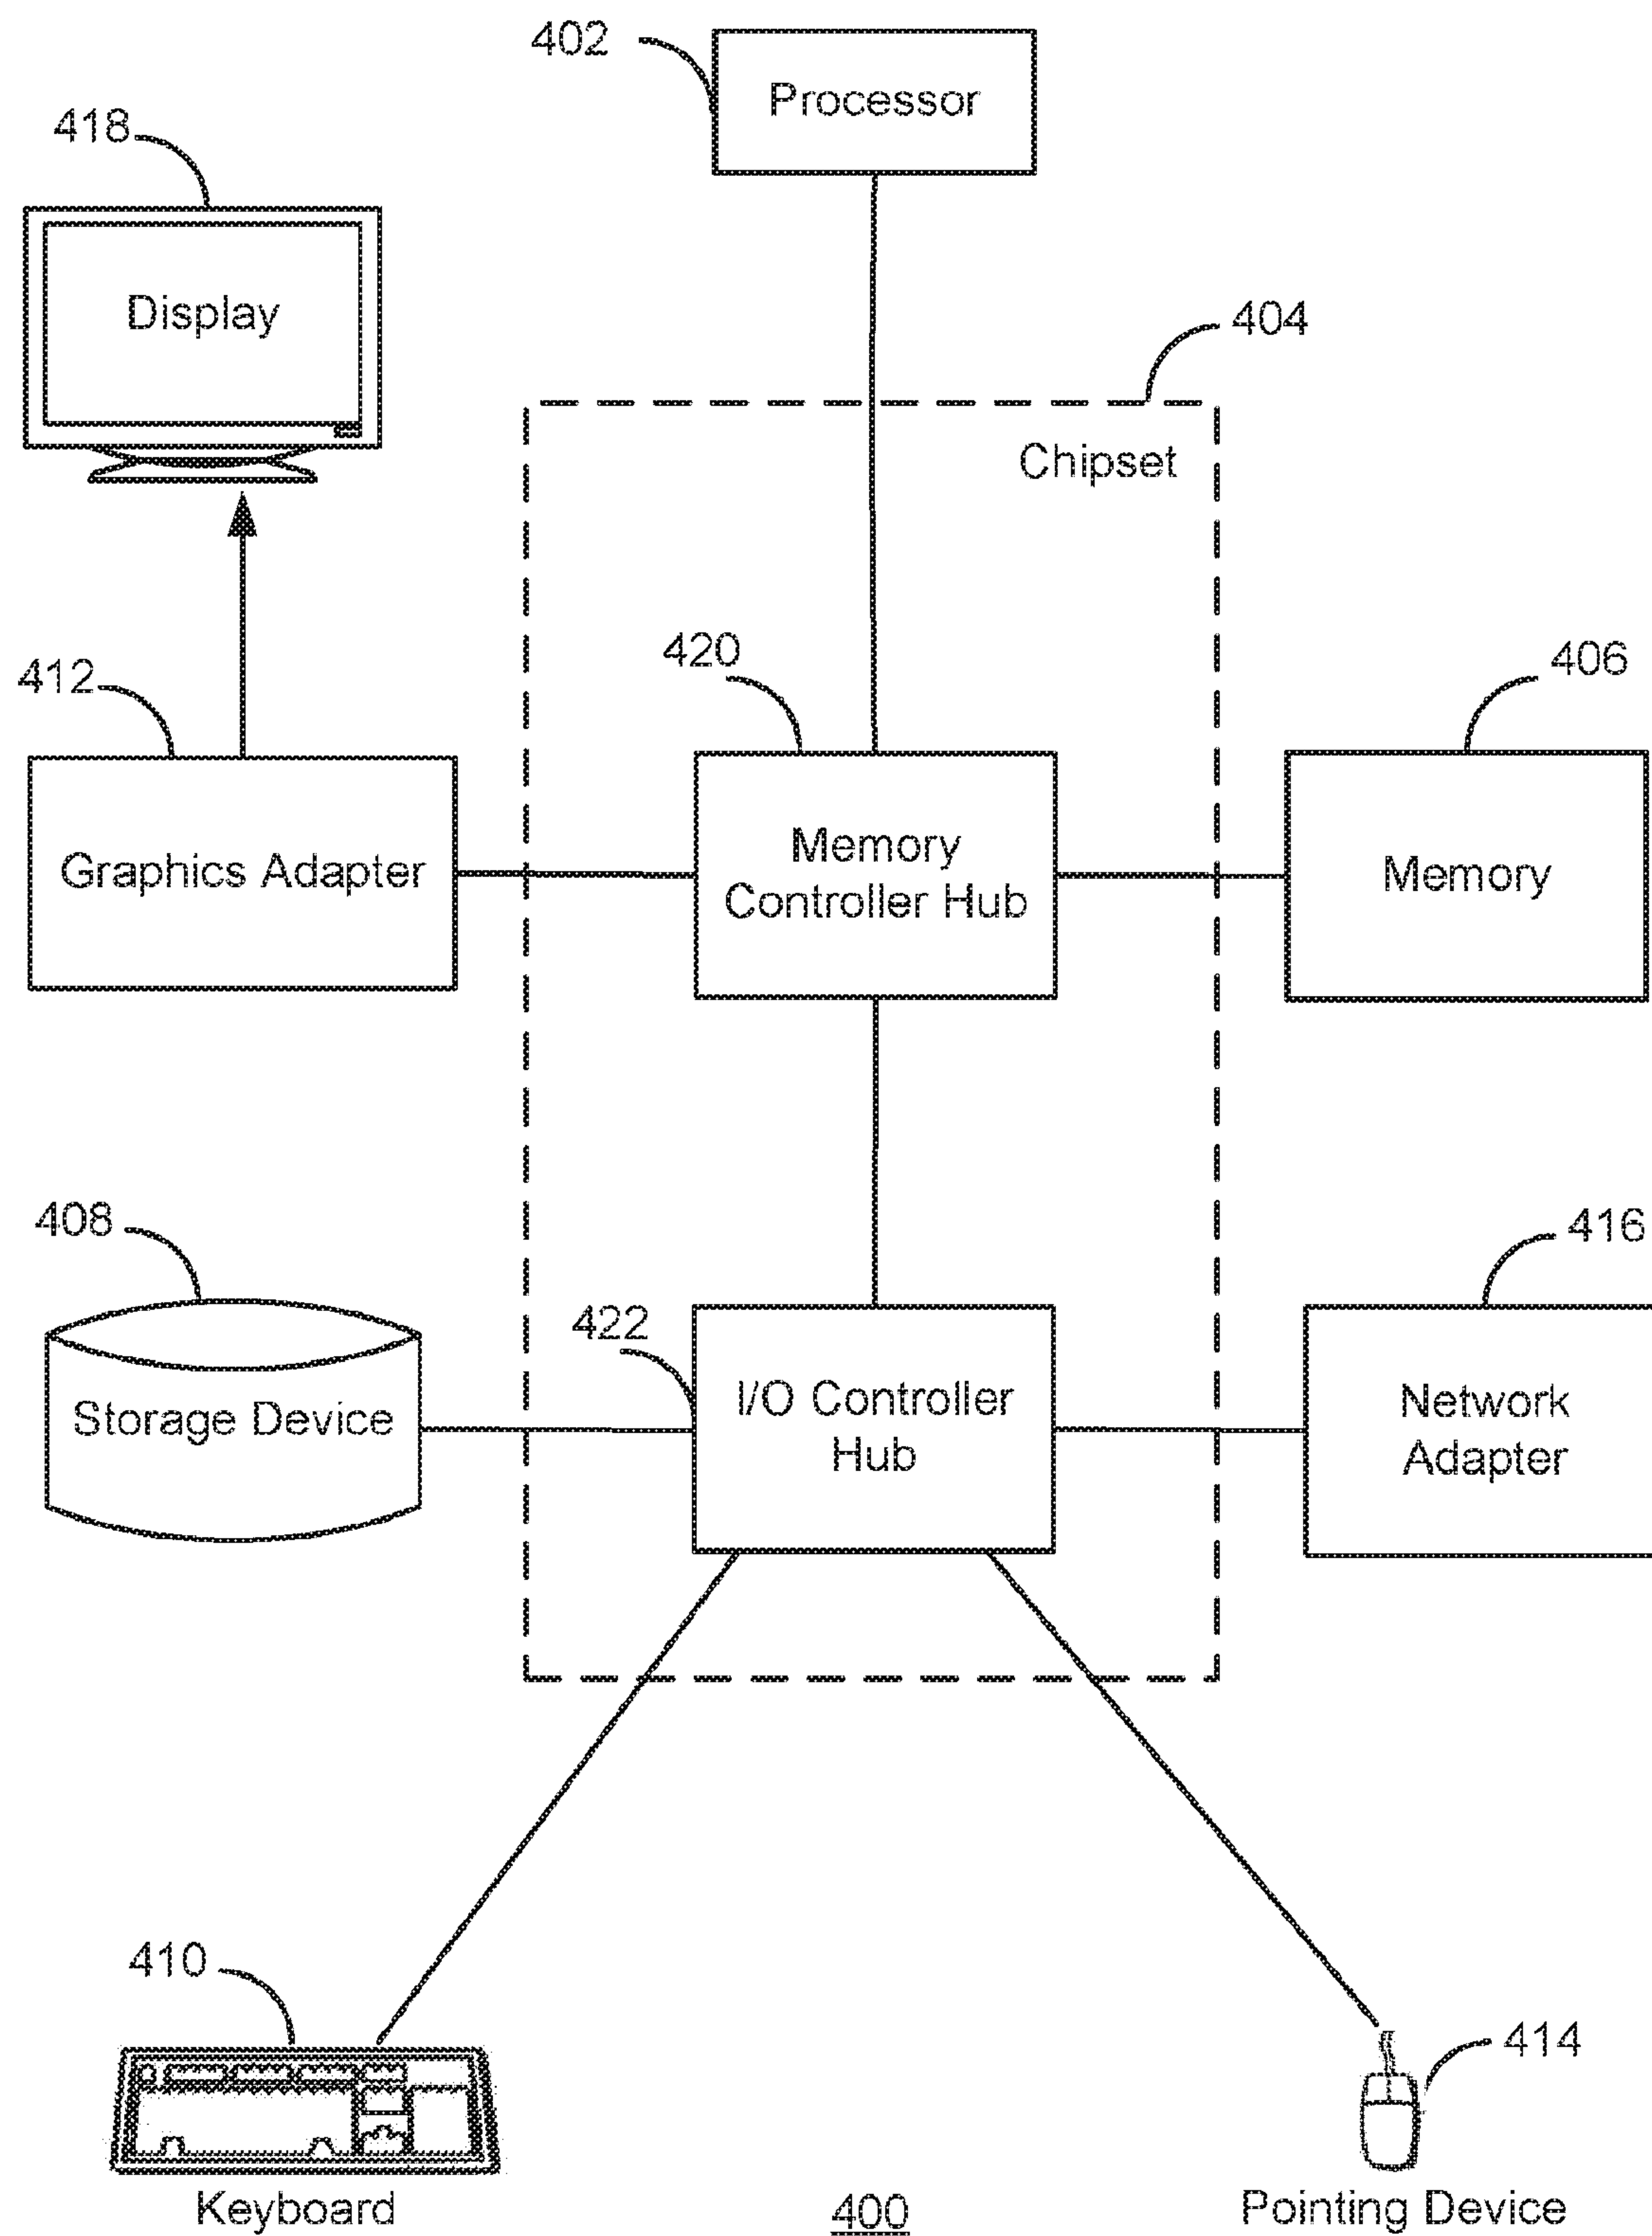 402
Processor
418
Display
404
Chipset
420
406
412
Memory
Controller Hub
Graphics Adapter
Memory
408
416
422
I/O Controller
Hub
Storage Device
Network
Adapter
410
414
Keyboard
400
Pointing Device